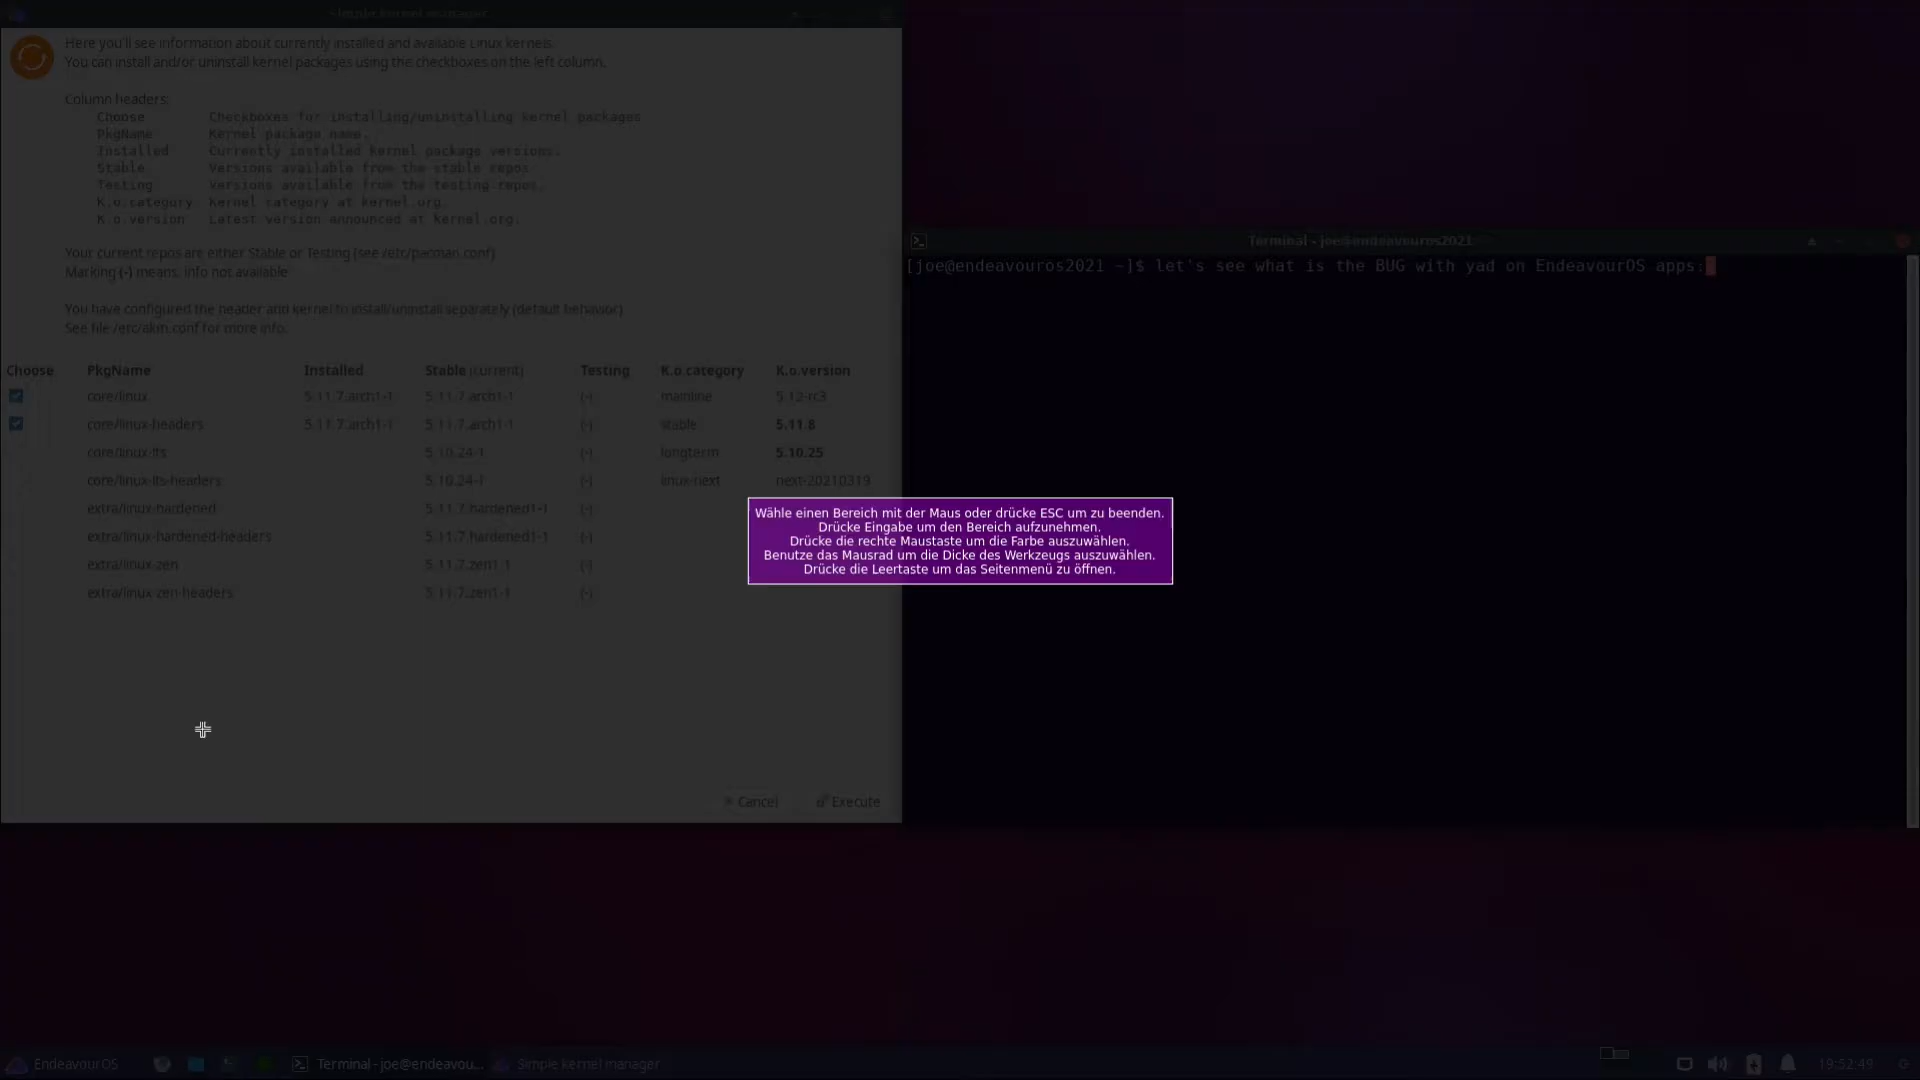 Simple kernel manager
Here you'll see information about currently installed and available Linux kernels.
You can install and/or uninstall kernel packages using the checkboxes on the left column.
Column headers:
Choose Checkboxes for installing/uninstalling kernel packages
PkgName Kernel package name.
Installed Currently installed kernel package versions.
Stable Versions available from the stable repos.
Testing Versions available from the testing repos.
K.o.category Kernel category at kernel.org.
K.o.version Latest version announced at kernel.org.
Your current repos are either Stable or Testing (see /etc/pacman.conf)
Marking (-) means: info not available
You have configured the header and kernel to install/uninstall separately (default behavior)
See file /etc/akm.conf for more info.
Choose PkgName Installed Stable (current) Testing K.o.category K.o.version
core/linux 5.11.7.arch1-1 5.11.7.arch1-1 (-) mainline 5.12-rc3
core/linux-headers 5.11.7.arch1-1 5.11.7.arch1-1 (-) stable 5.11.8
core/linux-lts 5.10.24-1 (-) longterm 5.10.25
core/linux-lts-headers 5.10.24-1 (-) linux-next next-20210319
extra/linux-hardened 5.11.7.hardened1-1 (-)
extra/linux-hardened-headers 5.11.7.hardened1-1 (-)
extra/linux-zen 5.11.7.zen1-1 (-)
extra/linux-zen-headers 5.11.7.zen1-1 (-)
Cancel Execute
Terminal - joe@endeavouros2021
[joe@endeavouros2021 ~]$ let's see what is the BUG with yad on EndeavourOS apps:
Wähle einen Bereich mit der Maus oder drücke ESC um zu beenden.
Drücke Eingabe um den Bereich aufzunehmen.
Drücke die rechte Maustaste um die Farbe auszuwählen.
Benutze das Mausrad um die Dicke des Werkzeugs auszuwählen.
Drücke die Leertaste um das Seitenmenü zu öffnen.
EndeavourOS Terminal - joe@endeavou... Simple kernel manager 19:52:49